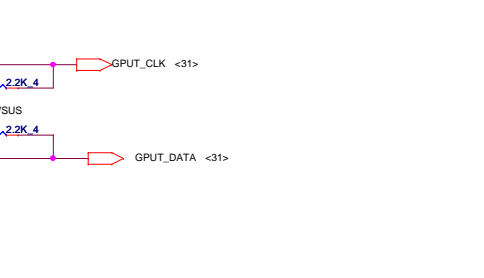 GPUT_CLK <31>
2.2K_4
/SUS
2.2K_4
GPUT_DATA <31>